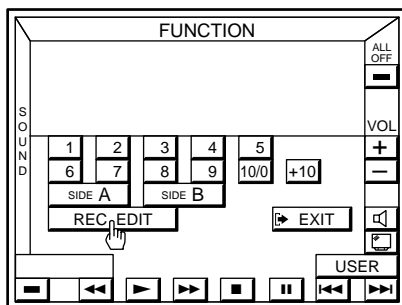 FUNCTION
ALL
OFF
SOUND
VOL
1 2 3 4 5
+
6 7 8 9 10/0 +10
−
SIDE A SIDE B
REC EDIT EXIT
USER